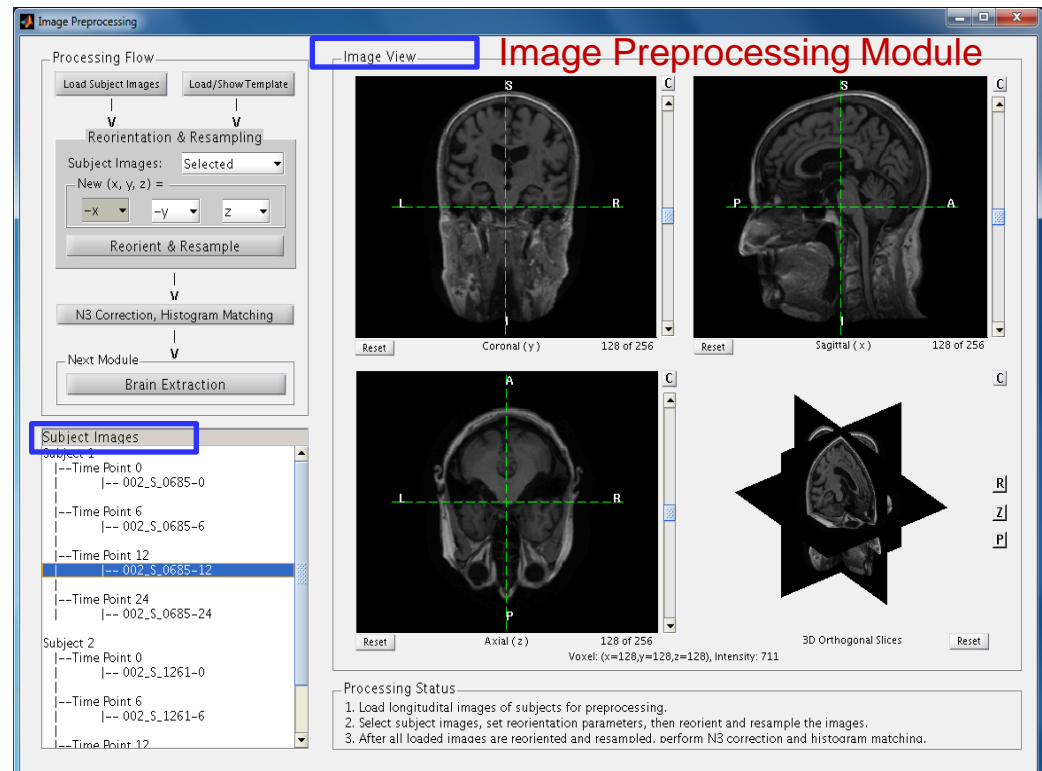 Image Preprocessing
Image Preprocessing Module
Processing Flow
Load Subject Images
Load/Show Template
V
V
Reorientation & Resampling
Subject Images:
Selected
New (x, y, z) =
-x
-y
z
Reorient & Resample
V
N3 Correction, Histogram Matching
V
Next Module
Brain Extraction
Subject Images
Subject 1
|--Time Point 0
|-- 002_S_0685-0
|--Time Point 6
|-- 002_S_0685-6
|--Time Point 12
|-- 002_S_0685-12
|--Time Point 24
|-- 002_S_0685-24
Subject 2
|--Time Point 0
|-- 002_S_1261-0
|--Time Point 6
|-- 002_S_1261-6
|--Time Point 12
Image View
S
C
L
R
I
Reset
Coronal (y)
128 of 256
S
C
P
A
I
Reset
Sagittal (x)
128 of 256
A
C
L
R
P
Reset
Axial (z)
128 of 256
C
R
Z
P
3D Orthogonal Slices
Reset
Voxel: (x=128,y=128,z=128), Intensity: 711
Processing Status
1. Load longitudital images of subjects for preprocessing.
2. Select subject images, set reorientation parameters, then reorient and resample the images.
3. After all loaded images are reoriented and resampled, perform N3 correction and histogram matching.